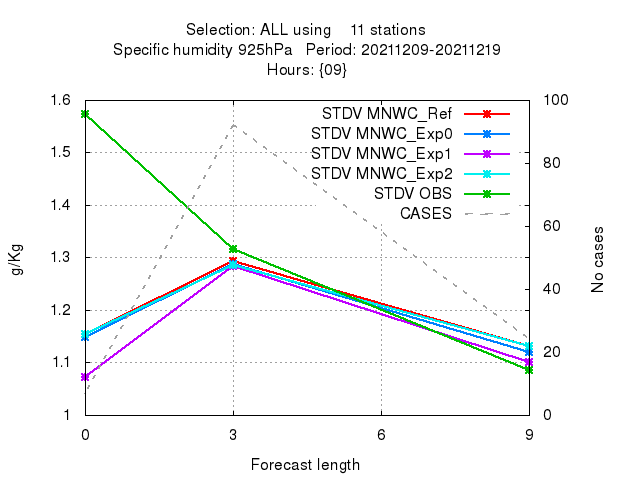 Selection: ALL using    11 stations
Specific humidity 925hPa   Period: 20211209-20211219
Hours: {09}
STDV MNWC_Ref
STDV MNWC_Exp0
STDV MNWC_Exp1
STDV MNWC_Exp2
STDV OBS
CASES
1.6
1.5
1.4
1.3
1.2
1.1
1
g/Kg
100
80
60
40
20
0
No cases
0 3 6 9
Forecast length